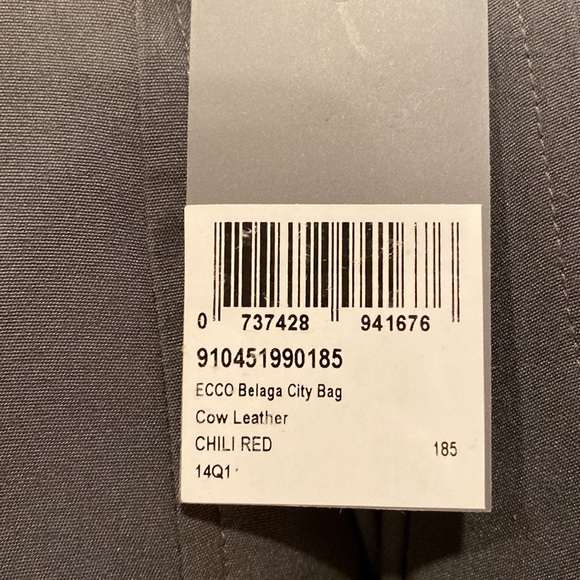 0 737428 941676
910451990185
ECCO Belaga City Bag
Cow Leather
CHILI RED 185
14Q1